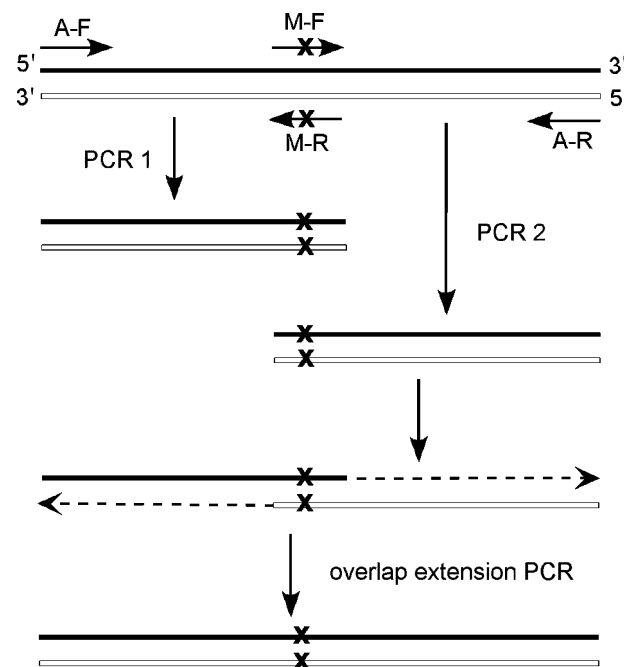 A-F
M-F
X
5' 3'
3' 5
X
M-R
A-R
PCR 1
PCR 2
X
X
X
X
X
X
overlap extension PCR
X
X